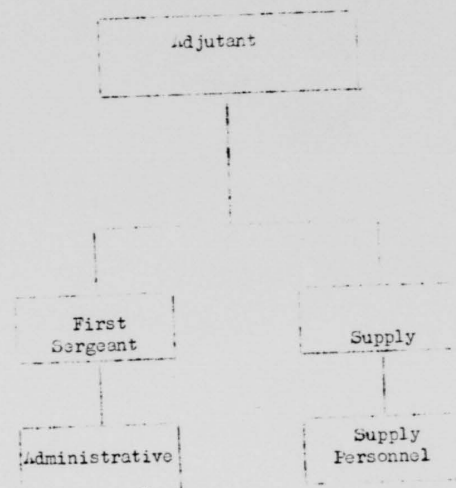 Adjutant
First
Sergeant
Supply
Administrative
Supply
Personnel